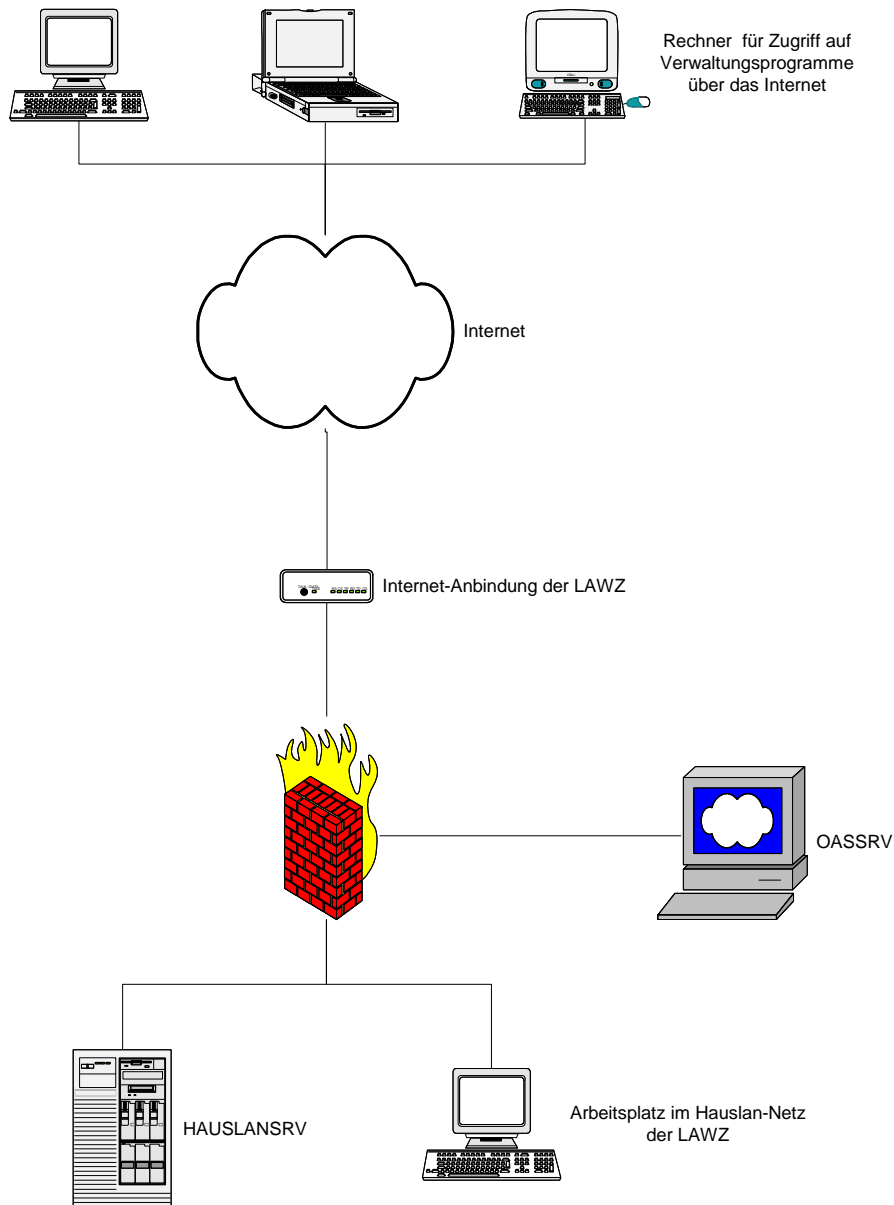 Rechner für Zugriff auf
Verwaltungsprogramme
über das Internet
Internet
Internet-Anbindung der LAWZ
OASSRV
HAUSLANSRV
Arbeitsplatz im Hauslan-Netz
der LAWZ